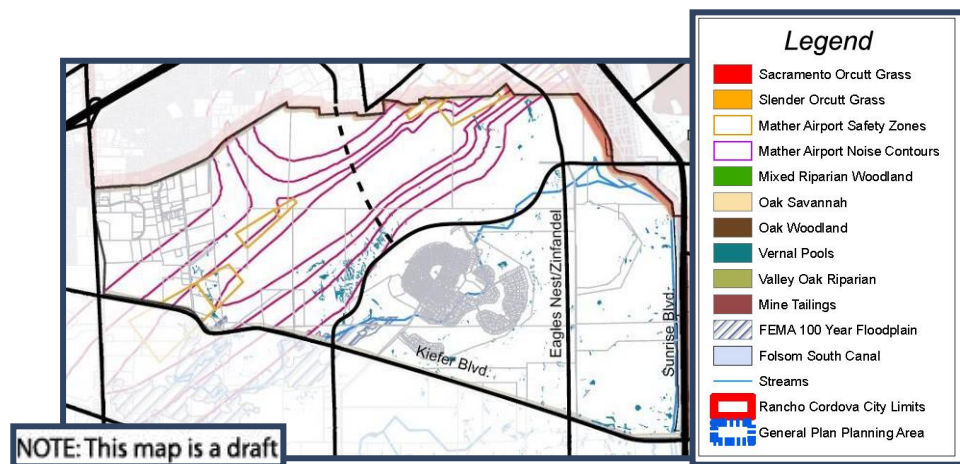 Legend
Sacramento Orcutt Grass
Slender Orcutt Grass
Mather Airport Safety Zones
Mather Airport Noise Contours
Mixed Riparian Woodland
Oak Savannah
Oak Woodland
Vernal Pools
Valley Oak Riparian
Mine Tailings
FEMA 100 Year Floodplain
Folsom South Canal
Streams
Rancho Cordova City Limits
General Plan Planning Area
Eagles Nest/Zinfandel
Sunrise Blvd.
Kiefer Blvd.
NOTE: This map is a draft